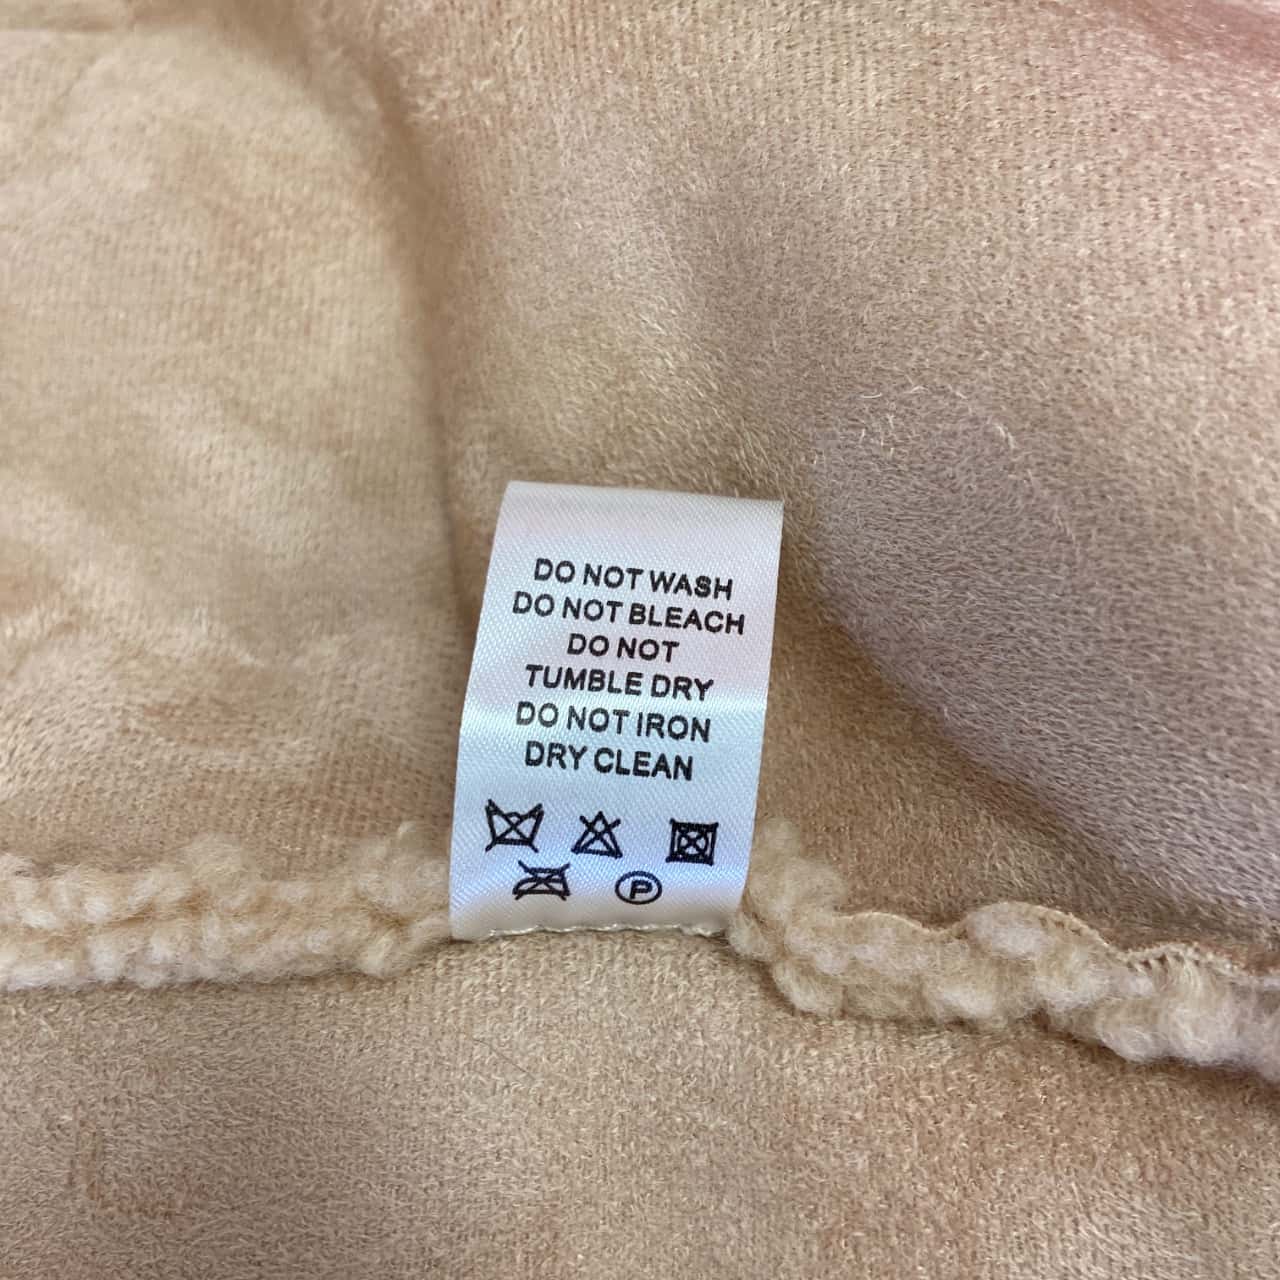 DO NOT WASH
DO NOT BLEACH
DO NOT
TUMBLE DRY
DO NOT IRON
DRY CLEAN
P